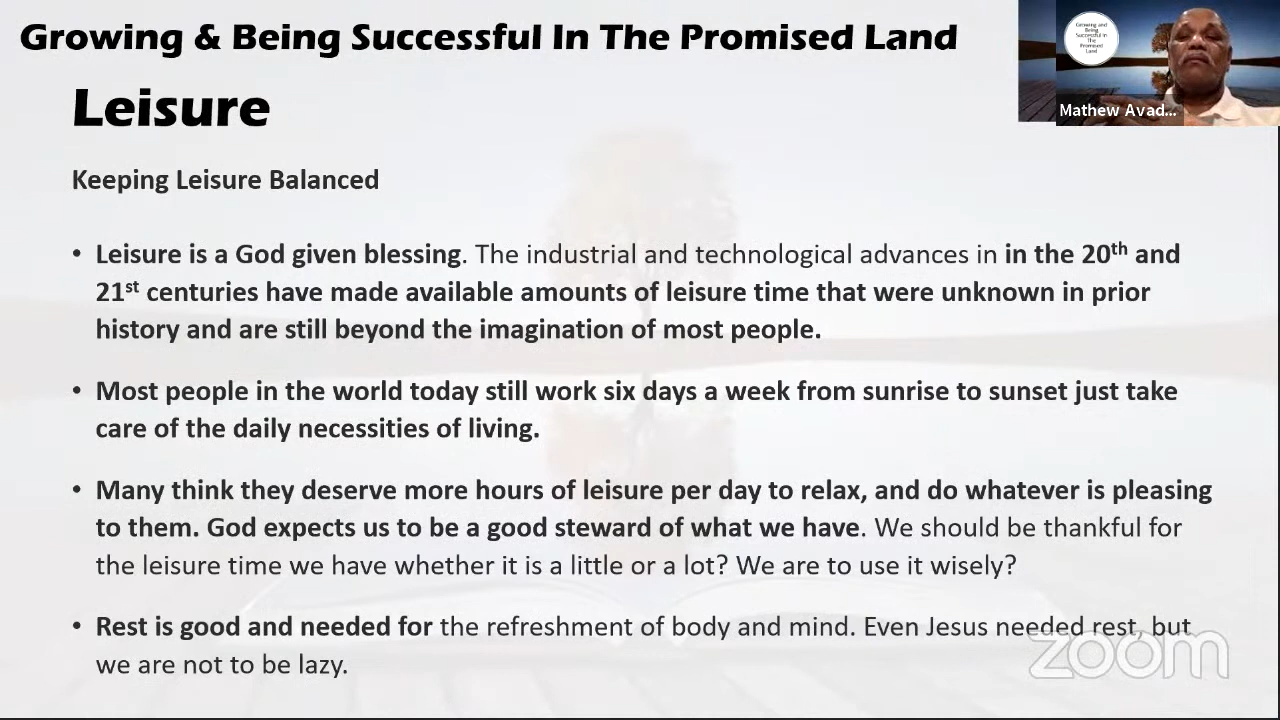 Growing & Being Successful In The Promised Land
Leisure
Growing and
Being
Successful In
The
Promised
Land
Mathew Avad...
Keeping Leisure Balanced
• Leisure is a God given blessing. The industrial and technological advances in in the 20th and
21st centuries have made available amounts of leisure time that were unknown in prior
history and are still beyond the imagination of most people.
• Most people in the world today still work six days a week from sunrise to sunset just take
care of the daily necessities of living.
• Many think they deserve more hours of leisure per day to relax, and do whatever is pleasing
to them. God expects us to be a good steward of what we have. We should be thankful for
the leisure time we have whether it is a little or a lot? We are to use it wisely?
• Rest is good and needed for the refreshment of body and mind. Even Jesus needed rest, but
we are not to be lazy.
zoom